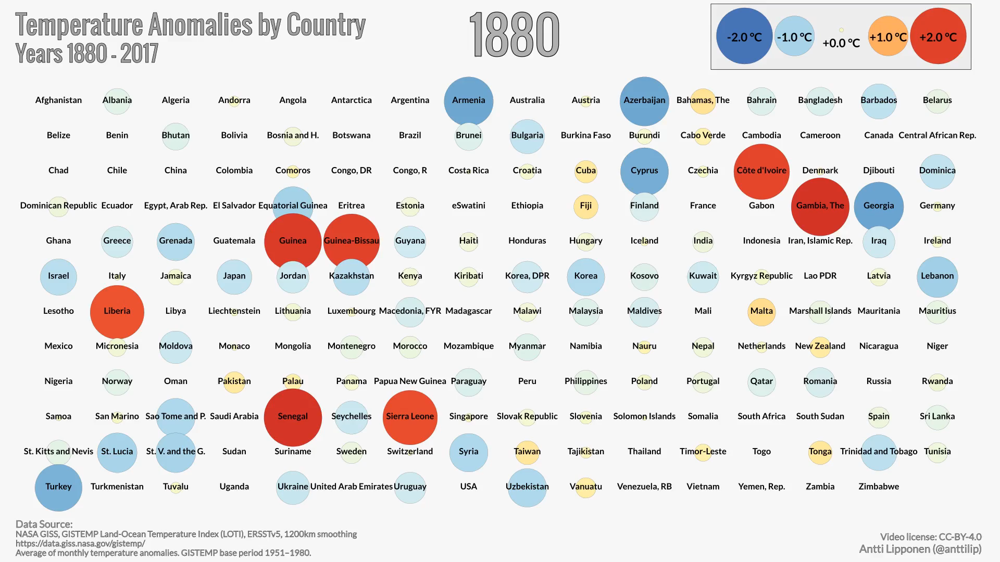 Temperature Anomalies by Country
Years 1880 - 2017
1880
-2.0 °C -1.0 °C +0.0 °C +1.0 °C +2.0 °C
Afghanistan Albania Algeria Andorra Angola Antarctica Argentina Armenia Australia Austria Azerbaijan Bahamas, The Bahrain Bangladesh Barbados Belarus
Belize Benin Bhutan Bolivia Bosnia and H. Botswana Brazil Brunei Bulgaria Burkina Faso Burundi Cabo Verde Cambodia Cameroon Canada Central African Rep.
Chad Chile China Colombia Comoros Congo, DR Congo, R Costa Rica Croatia Cuba Cyprus Czechia Côte d'Ivoire Denmark Djibouti Dominica
Dominican Republic Ecuador Egypt, Arab Rep. El Salvador Equatorial Guinea Eritrea Estonia eSwatini Ethiopia Fiji Finland France Gabon Gambia, The Georgia Germany
Ghana Greece Grenada Guatemala Guinea Guinea-Bissau Guyana Haiti Honduras Hungary Iceland India Indonesia Iran, Islamic Rep. Iraq Ireland
Israel Italy Jamaica Japan Jordan Kazakhstan Kenya Kiribati Korea, DPR Korea Kosovo Kuwait Kyrgyz Republic Lao PDR Latvia Lebanon
Lesotho Liberia Libya Liechtenstein Lithuania Luxembourg Macedonia, FYR Madagascar Malawi Malaysia Maldives Mali Malta Marshall Islands Mauritania Mauritius
Mexico Micronesia Moldova Monaco Mongolia Montenegro Morocco Mozambique Myanmar Namibia Nauru Nepal Netherlands New Zealand Nicaragua Niger
Nigeria Norway Oman Pakistan Palau Panama Papua New Guinea Paraguay Peru Philippines Poland Portugal Qatar Romania Russia Rwanda
Samoa San Marino Sao Tome and P. Saudi Arabia Senegal Seychelles Sierra Leone Singapore Slovak Republic Slovenia Solomon Islands Somalia South Africa South Sudan Spain Sri Lanka
St. Kitts and Nevis St. Lucia St. V. and the G. Sudan Suriname Sweden Switzerland Syria Taiwan Tajikistan Thailand Timor-Leste Togo Tonga Trinidad and Tobago Tunisia
Turkey Turkmenistan Tuvalu Uganda Ukraine United Arab Emirates Uruguay USA Uzbekistan Vanuatu Venezuela, RB Vietnam Yemen, Rep. Zambia Zimbabwe
Data Source:
NASA GISS, GISTEMP Land-Ocean Temperature Index (LOTI), ERSSTv5, 1200km smoothing
https://data.giss.nasa.gov/gistemp/
Average of monthly temperature anomalies. GISTEMP base period 1951–1980.
Video license: CC-BY-4.0
Antti Lipponen (@anttilip)